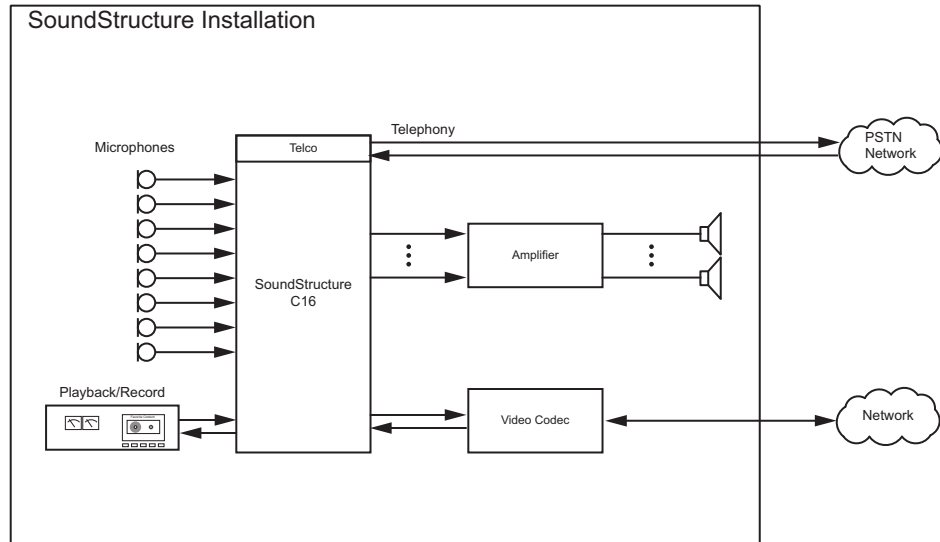 SoundStructure Installation
Telephony
PSTN
Network
Microphones
Telco
SoundStructure
C16
Amplifier
Playback/Record
Video Codec
Network